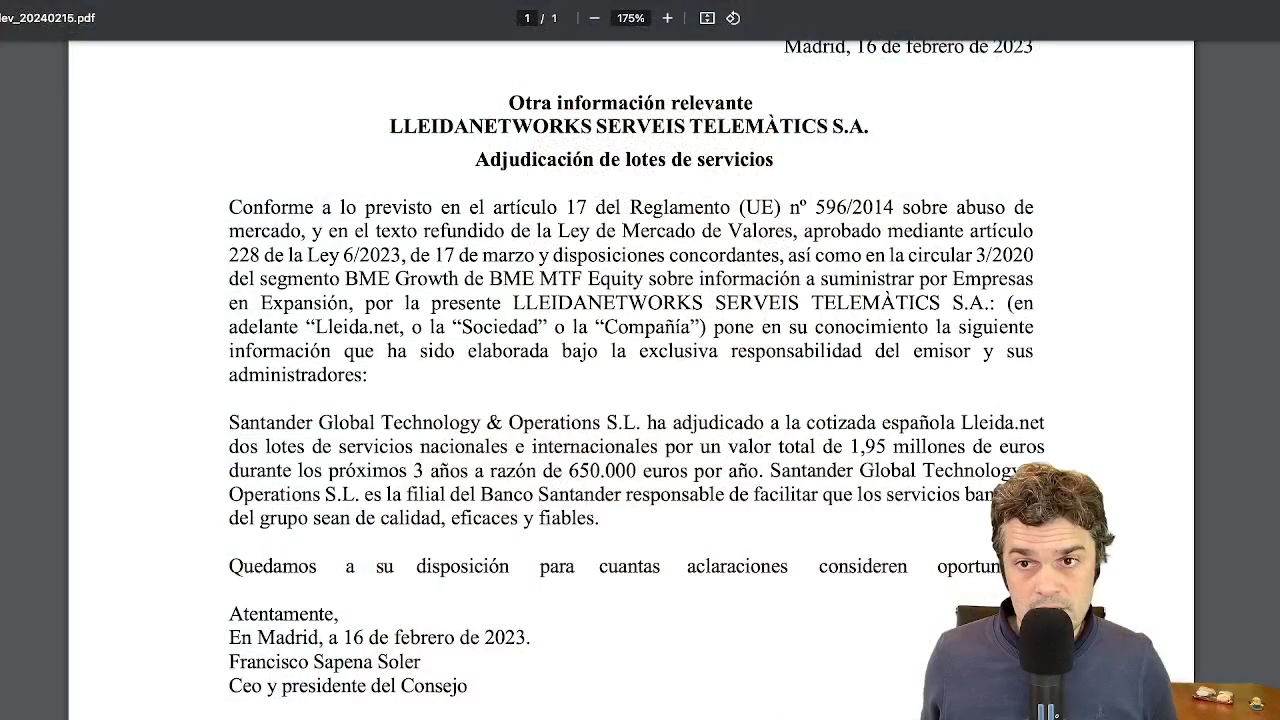 lev_20240215.pdf
1 / 1 — 175% +
Madrid, 16 de febrero de 2023
Otra información relevante
LLEIDANETWORKS SERVEIS TELEMÀTICS S.A.
Adjudicación de lotes de servicios
Conforme a lo previsto en el artículo 17 del Reglamento (UE) nº 596/2014 sobre abuso de
mercado, y en el texto refundido de la Ley de Mercado de Valores, aprobado mediante artículo
228 de la Ley 6/2023, de 17 de marzo y disposiciones concordantes, así como en la circular 3/2020
del segmento BME Growth de BME MTF Equity sobre información a suministrar por Empresas
en Expansión, por la presente LLEIDANETWORKS SERVEIS TELEMÀTICS S.A.: (en
adelante “Lleida.net, o la “Sociedad” o la “Compañía”) pone en su conocimiento la siguiente
información que ha sido elaborada bajo la exclusiva responsabilidad del emisor y sus
administradores:
Santander Global Technology & Operations S.L. ha adjudicado a la cotizada española Lleida.net
dos lotes de servicios nacionales e internacionales por un valor total de 1,95 millones de euros
durante los próximos 3 años a razón de 650.000 euros por año. Santander Global Technology
Operations S.L. es la filial del Banco Santander responsable de facilitar que los servicios
del grupo sean de calidad, eficaces y fiables.
Quedamos a su disposición para cuantas aclaraciones consideren
Atentamente,
En Madrid, a 16 de febrero de 2023.
Francisco Sapena Soler
Ceo y presidente del Consejo